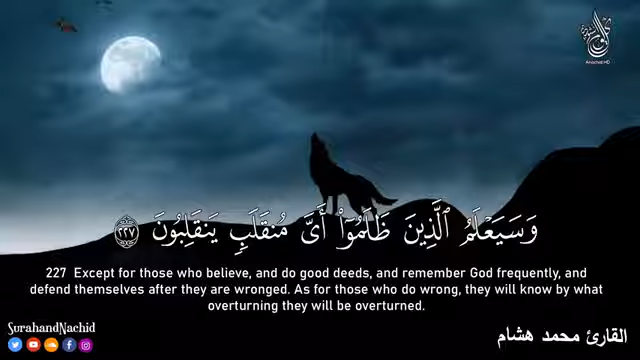 Anachid HD
وَسَيَعْلَمُ ٱلَّذِينَ ظَلَمُوٓا۟ أَىَّ مُنقَلَبٍۢ يَنقَلِبُونَ ٢٢٧
227 Except for those who believe, and do good deeds, and remember God frequently, and
defend themselves after they are wronged. As for those who do wrong, they will know by what
overturning they will be overturned.
SurahandNachid
القارئ محمد هشام